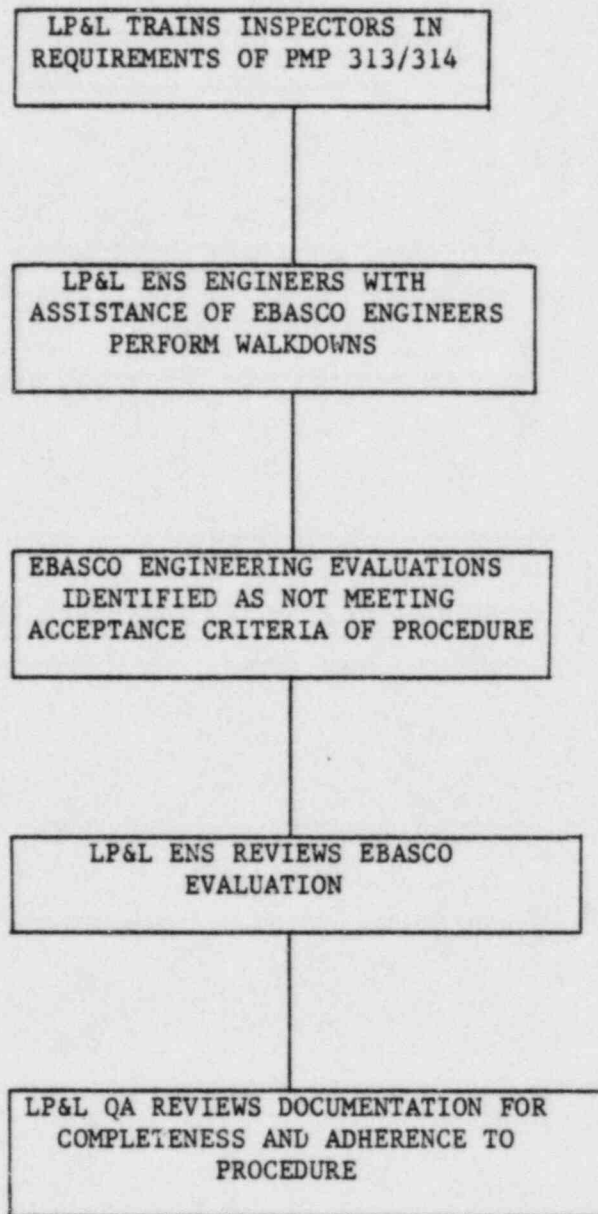 LP&L TRAINS INSPECTORS IN
REQUIREMENTS OF PMP 313/314
LP&L ENS ENGINEERS WITH
ASSISTANCE OF EBASCO ENGINEERS
PERFORM WALKDOWNS
EBASCO ENGINEERING EVALUATIONS
IDENTIFIED AS NOT MEETING
ACCEPTANCE CRITERIA OF PROCEDURE
LP&L ENS REVIEWS EBASCO
EVALUATION
LP&L QA REVIEWS DOCUMENTATION FOR
COMPLETENESS AND ADHERENCE TO
PROCEDURE